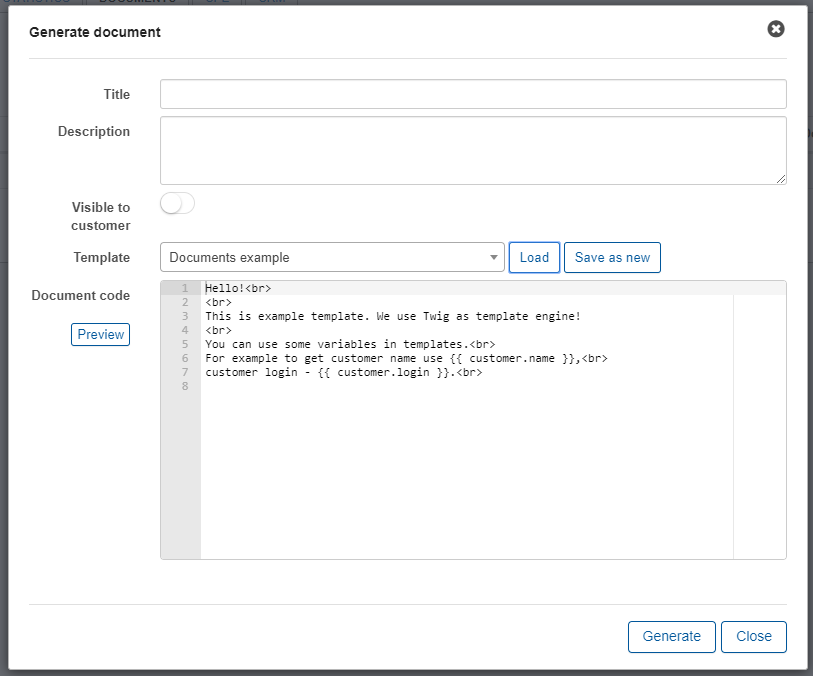 Generate document
Title
Description
Visible to
customer
Template
Documents example
Load
Save as new
Document code
Preview
1 Hello!<br>
2 <br>
3 This is example template. We use Twig as template engine!
4 <br>
5 You can use some variables in templates.<br>
6 For example to get customer name use {{ customer.name }},<br>
7 customer login - {{ customer.login }}.<br>
8
Generate
Close